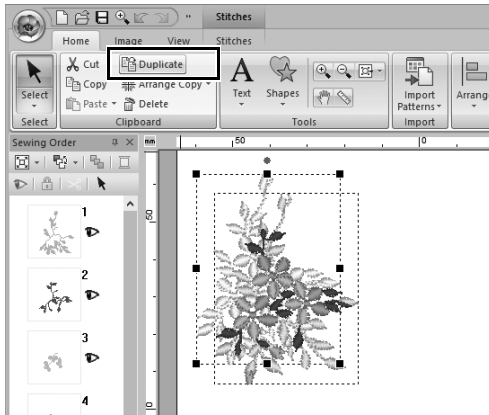 Stitches
Home Image View Stitches
Select
Cut
Copy
Paste
Duplicate
Arrange Copy
Delete
Text
Shapes
Import
Patterns
Arrang
Select Clipboard Tools Import
Sewing Order
mm
50
0
50
0
1
2
3
4